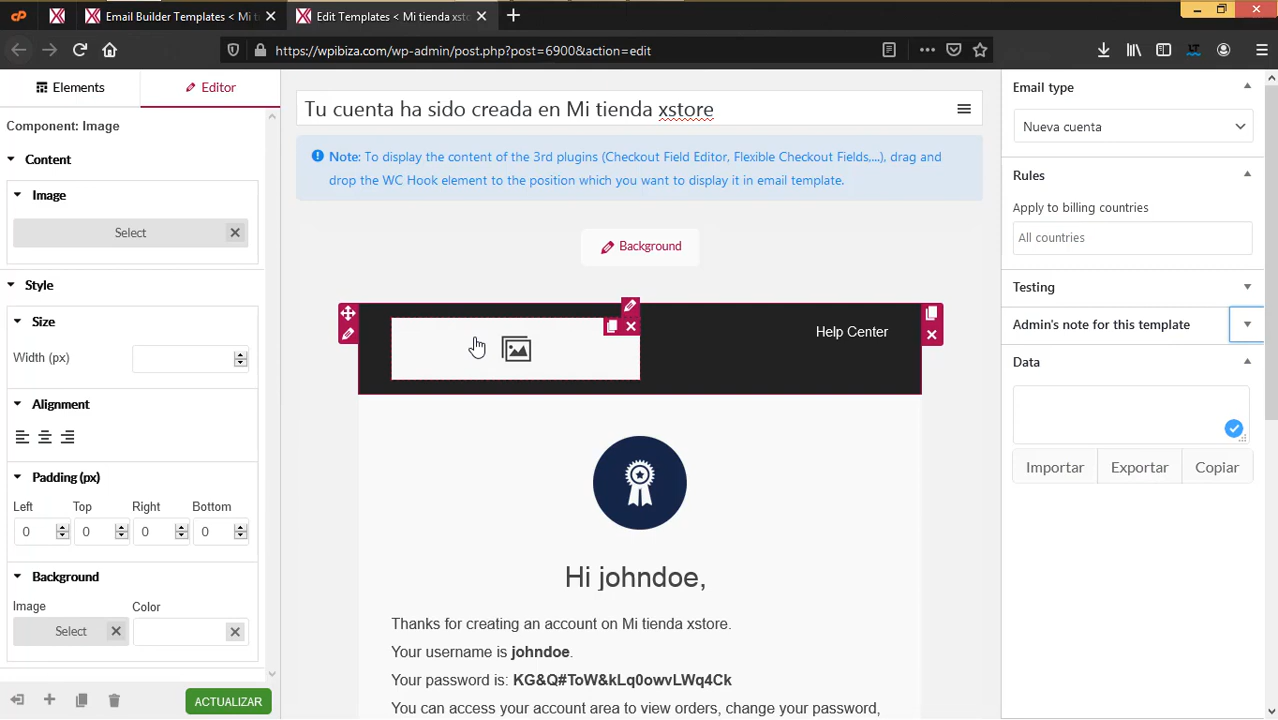 Email Builder Templates < Mi ti
Edit Templates < Mi tienda xsto
https://wpibiza.com/wp-admin/post.php?post=6900&action=edit
Elements
Editor
Component: Image
Content
Image
Select
Style
Size
Width (px)
Alignment
Padding (px)
Left
Top
Right
Bottom
0
0
0
0
Background
Image
Color
Select
ACTUALIZAR
Tu cuenta ha sido creada en Mi tienda xstore
Note: To display the content of the 3rd plugins (Checkout Field Editor, Flexible Checkout Fields,...), drag and
drop the WC Hook element to the position which you want to display it in email template.
Background
Help Center
Hi johndoe,
Thanks for creating an account on Mi tienda xstore.
Your username is johndoe.
Your password is: KG&Q#ToW&kLq0owvLWq4Ck
You can access your account area to view orders, change your password,
Email type
Nueva cuenta
Rules
Apply to billing countries
All countries
Testing
Admin's note for this template
Data
Importar
Exportar
Copiar